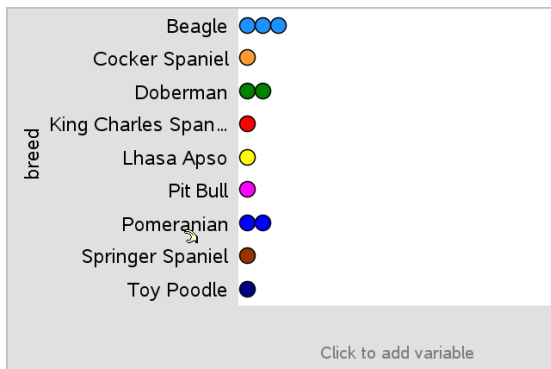 Beagle
Cocker Spaniel
Doberman
King Charles Span...
Lhasa Apso
Pit Bull
Pomeranian
Springer Spaniel
Toy Poodle
breed
Click to add variable